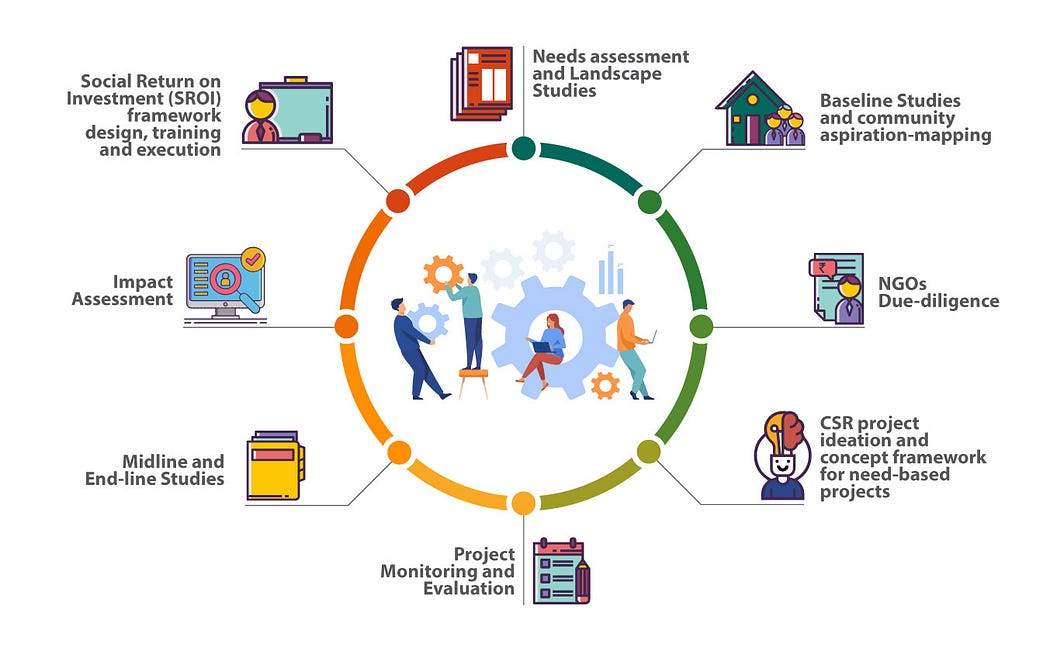 Needs assessment
and Landscape
Studies
Baseline Studies
and community
aspiration-mapping
NGOs
Due-diligence
₹
CSR project
ideation and
concept framework
for need-based
projects
Project
Monitoring and
Evaluation
Midline and
End-line Studies
Impact
Assessment
Social Return on
Investment (SROI)
framework
design, training
and execution